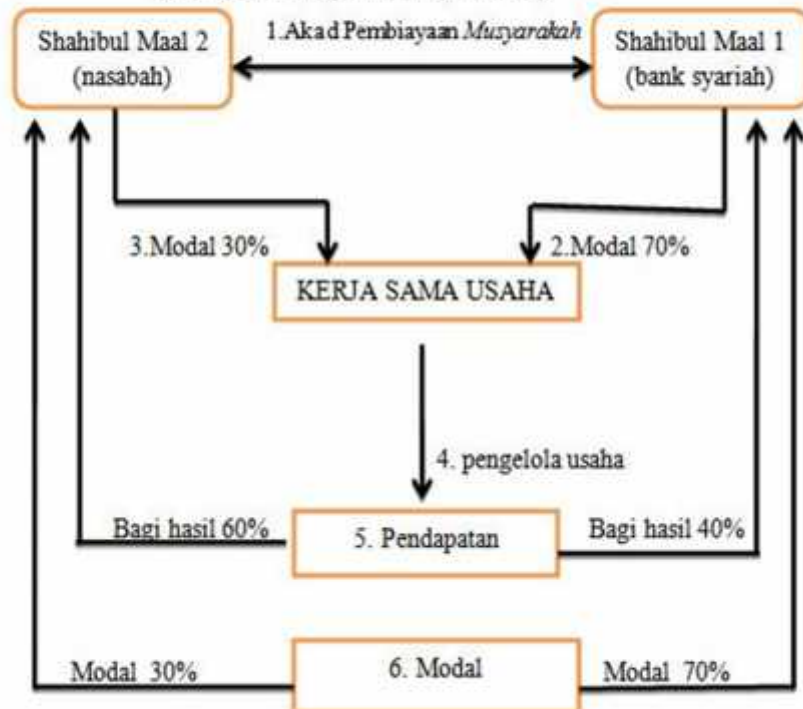 Shahibul Maal 2
(nasabah)
1.Akad Pembiayaan Musyarakah
Shahibul Maal 1
(bank syariah)
3.Modal 30%
2.Modal 70%
KERJA SAMA USAHA
4. pengelola usaha
Bagi hasil 60%
5. Pendapatan
Bagi hasil 40%
Modal 30%
6. Modal
Modal 70%